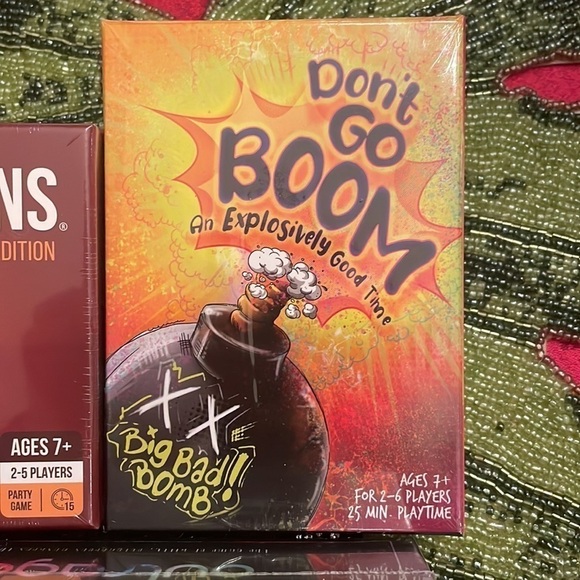 NS®
DITION
AGES 7+
2-5 PLAYERS
PARTY
GAME
15
Don't
GO
BOOM
An Explosively Good Time
XX
Big Bad
BOMB!
AGES 7+
FOR 2-6 PLAYERS
25 MIN. PLAYTIME